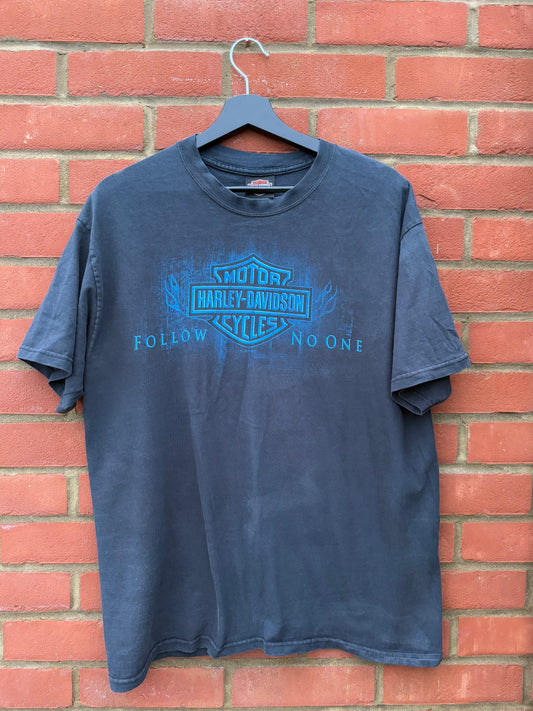 MOTOR
HARLEY-DAVIDSON
CYCLES
FOLLOW NO ONE